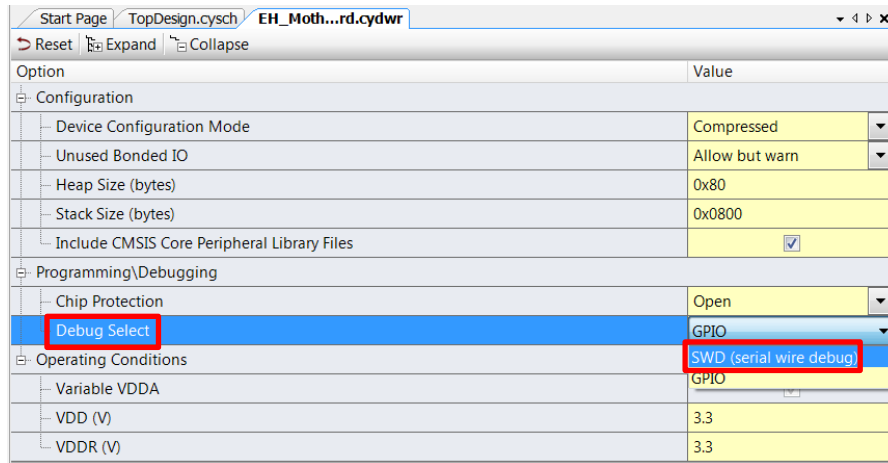 Start Page TopDesign.cysch EH_Moth...rd.cydwr
Reset Expand Collapse
Option Value
Configuration
Device Configuration Mode Compressed
Unused Bonded IO Allow but warn
Heap Size (bytes) 0x80
Stack Size (bytes) 0x0800
Include CMSIS Core Peripheral Library Files
Programming\Debugging
Chip Protection Open
Debug Select GPIO
SWD (serial wire debug)
GPIO
Operating Conditions
Variable VDDA
VDD (V) 3.3
VDDR (V) 3.3